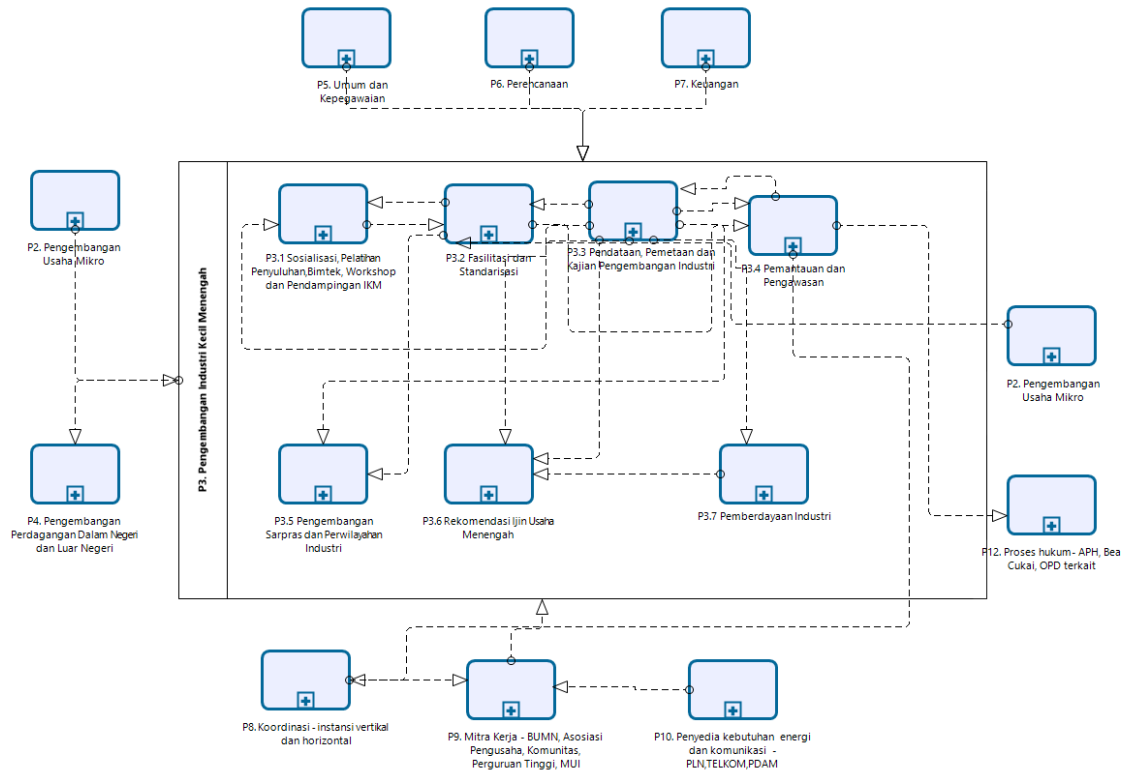 P5. Umum dan
Kepegawaian
P6. Perencanaan
P7. Keuangan
P2. Pengembangan
Usaha Mikro
P3. Pengembangan Industri Kecil Menengah
P3.1 Sosialisasi, Pelatihan
Penyuluhan,Bimtek, Workshop
dan Pendampingan IKM
P3.2 Fasilitasi dan
Standarisasi
P3.3 Pendataan, Pemetaan dan
Kajian Pengembangan Industri
P3.4 Pemantauan dan
Pengawasan
P2. Pengembangan
Usaha Mikro
P4. Pengembangan
Perdagangan Dalam Negeri
dan Luar Negeri
P3.5 Pengembangan
Sarpras dan Perwilayahan
Industri
P3.6 Rekomendasi Ijin Usaha
Menengah
P3.7 Pemberdayaan Industri
P12. Proses hukum- APH, Bea
Cukai, OPD terkait
P8. Koordinasi - instansi vertikal
dan horizontal
P9. Mitra Kerja - BUMN, Asosiasi
Pengusaha, Komunitas,
Perguruan Tinggi, MUI
P10. Penyedia kebutuhan energi
dan komunikasi -
PLN,TELKOM,PDAM